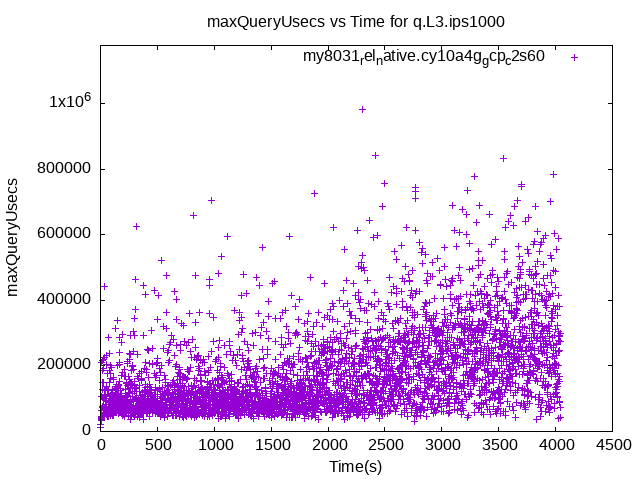 maxQueryUsecs vs Time for q.L3.ips1000
my8031relnative.cy10a4ggcpc2s60
1x10^6
800000
600000
400000
200000
0
maxQueryUsecs
0 500 1000 1500 2000 2500 3000 3500 4000 4500
Time(s)